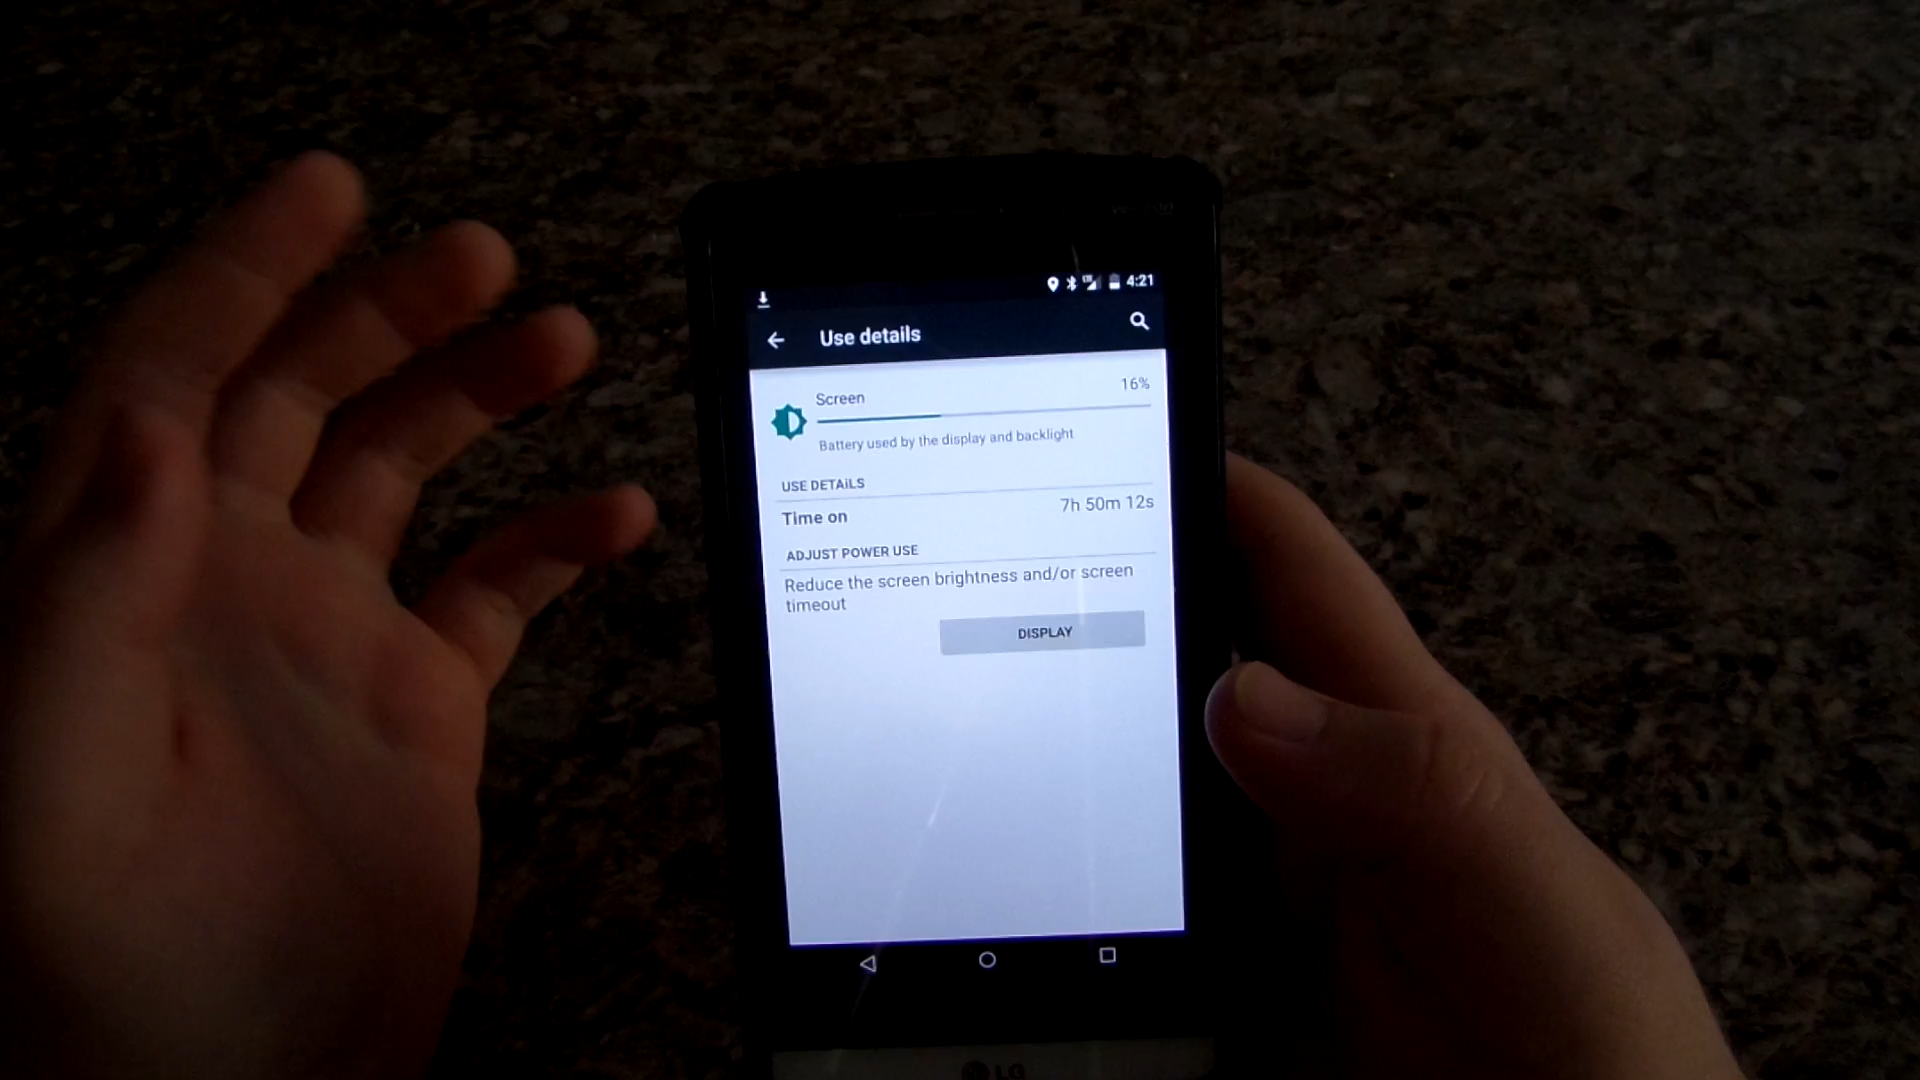 4:21
Use details
Screen
16%
Battery used by the display and backlight
USE DETAILS
Time on
7h 50m 12s
ADJUST POWER USE
Reduce the screen brightness and/or screen
timeout
DISPLAY
LG